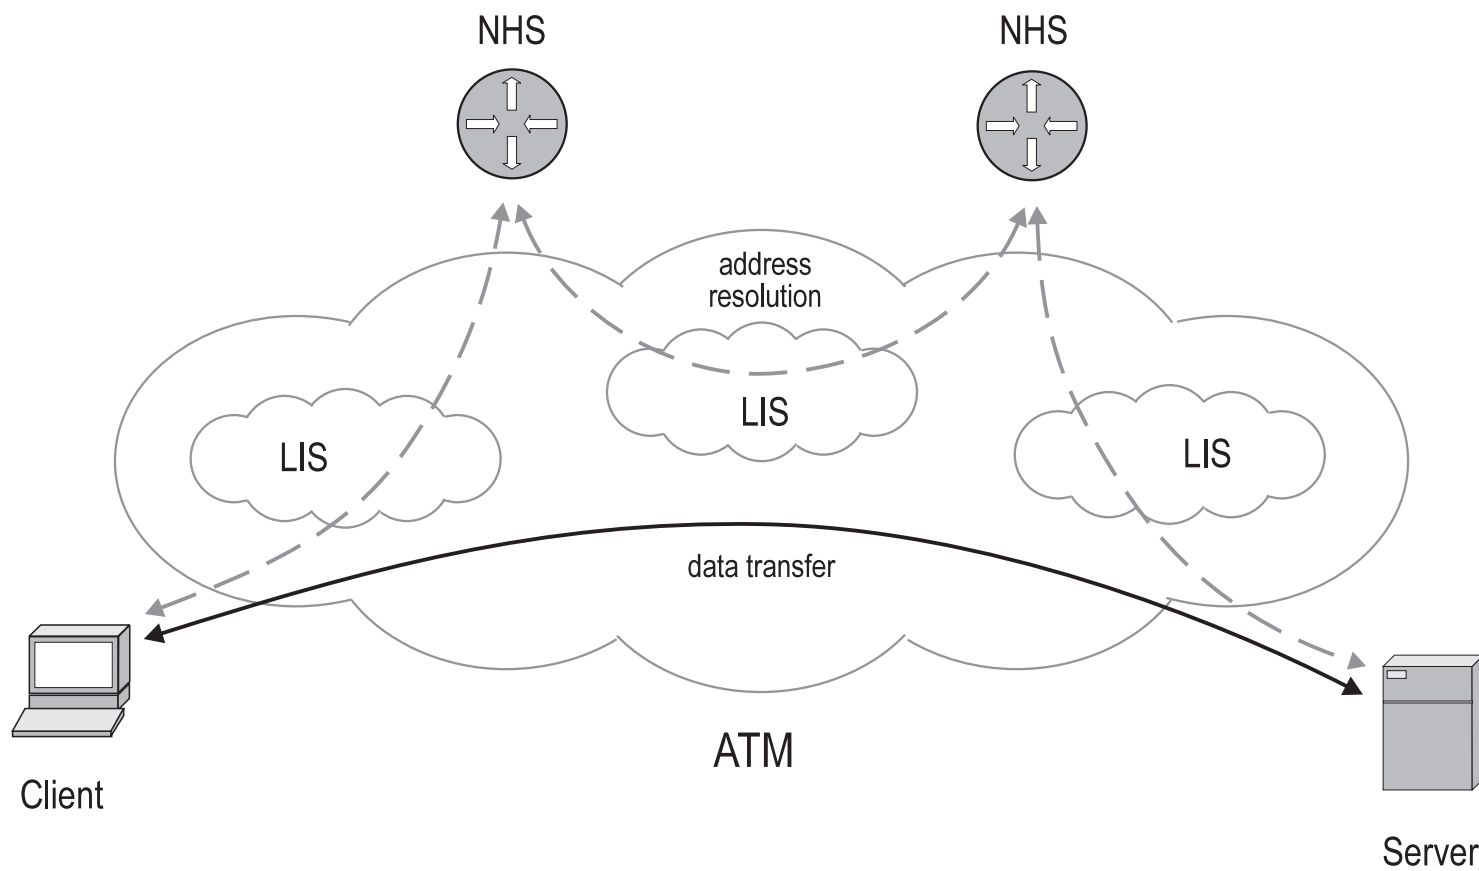 NHS
NHS
address
resolution
LIS
LIS
LIS
data transfer
ATM
Client
Server